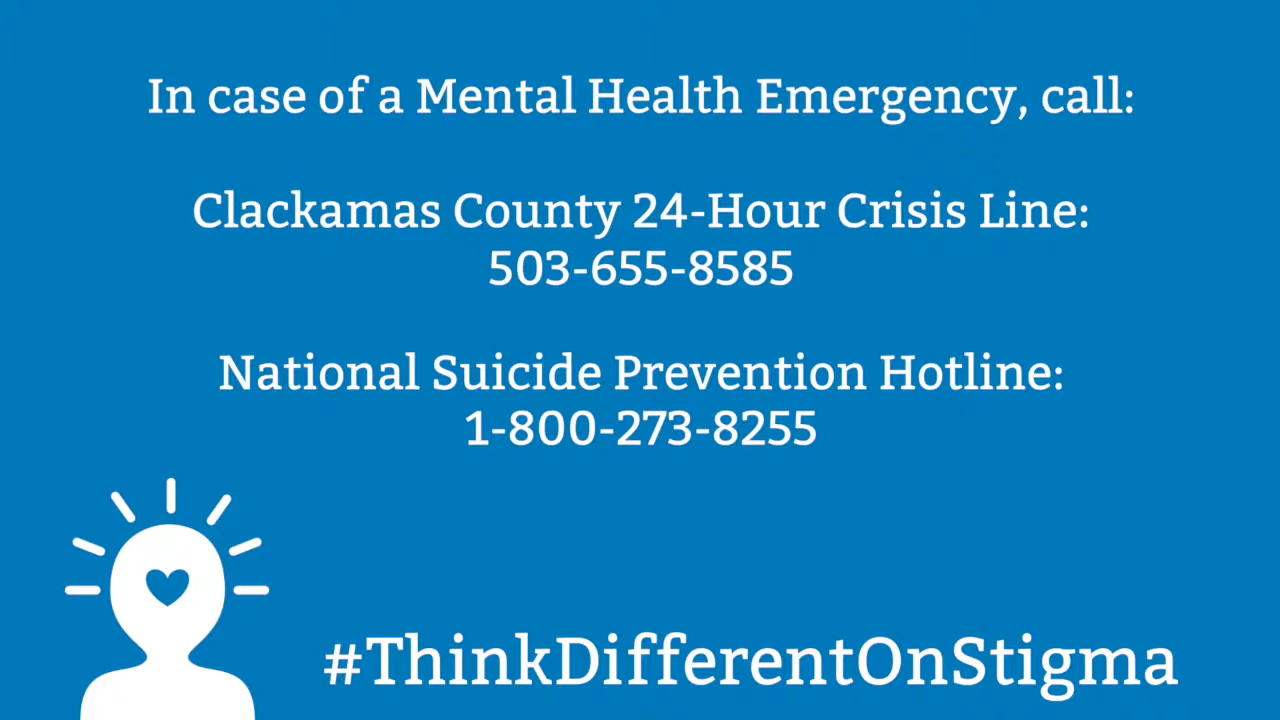 In case of a Mental Health Emergency, call:
Clackamas County 24-Hour Crisis Line:
503-655-8585
National Suicide Prevention Hotline:
1-800-273-8255
#ThinkDifferentOnStigma